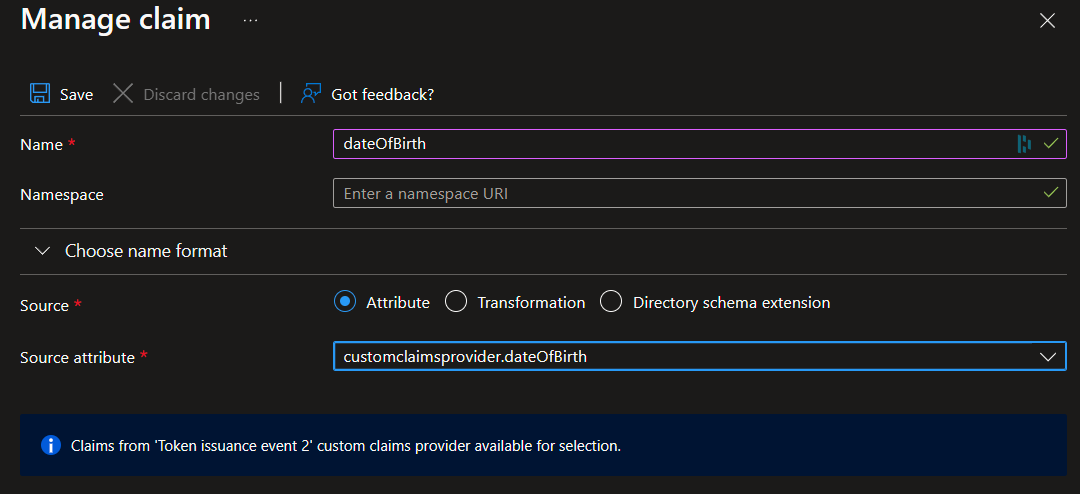 Manage claim ...
Save Discard changes Got feedback?
Name * dateOfBirth
Namespace Enter a namespace URI
Choose name format
Source * Attribute Transformation Directory schema extension
Source attribute * customclaimsprovider.dateOfBirth
Claims from 'Token issuance event 2' custom claims provider available for selection.